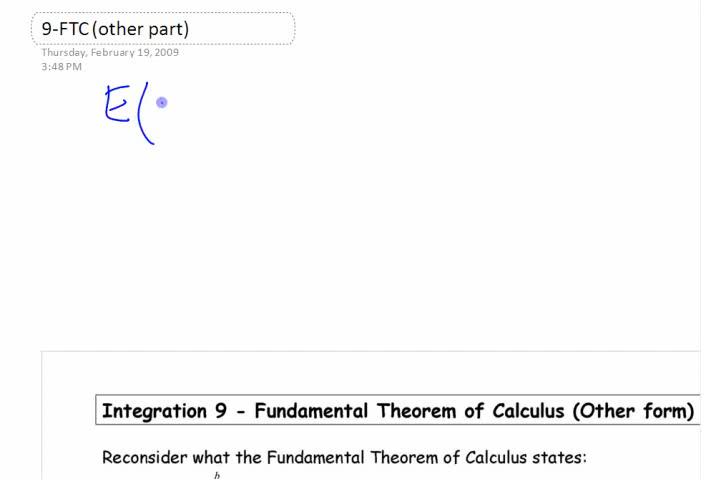 9-FTC (other part)
Thursday, February 19, 2009
3:48 PM
E(
Integration 9 - Fundamental Theorem of Calculus (Other form)
Reconsider what the Fundamental Theorem of Calculus states:
b